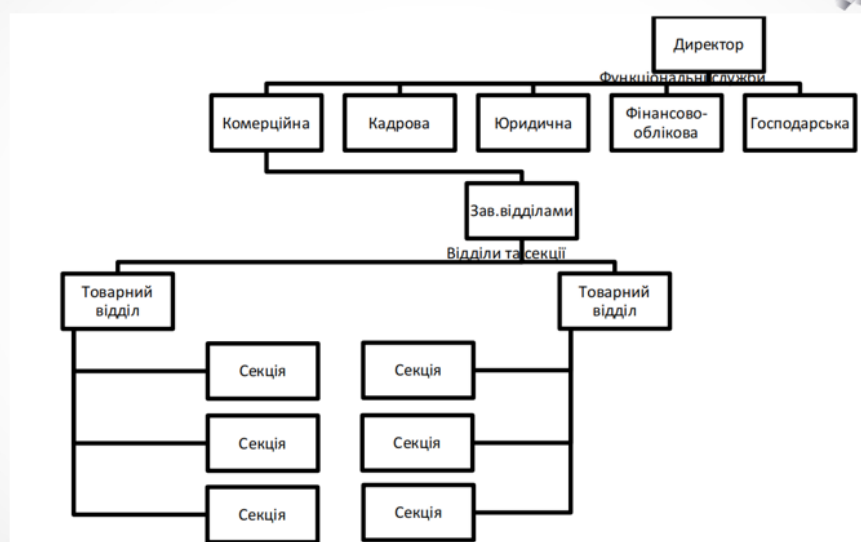 Директор
Функціональні служби
Комерційна
Кадрова
Юридична
Фінансово-
облікова
Господарська
Зав.відділами
Відділи та секції
Товарний
відділ
Товарний
відділ
Секція
Секція
Секція
Секція
Секція
Секція